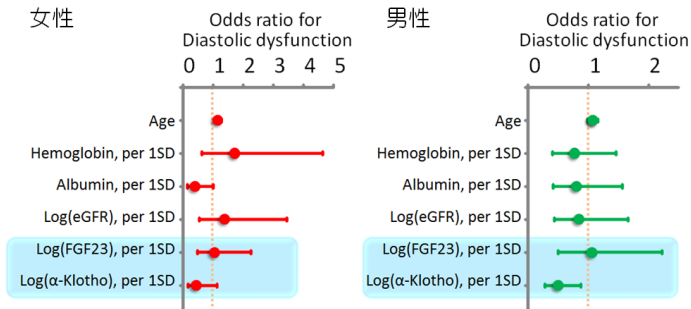 女性
Odds ratio for
Diastolic dysfunction
0 1 2 3 4 5
Age
Hemoglobin, per 1SD
Albumin, per 1SD
Log(eGFR), per 1SD
Log(FGF23), per 1SD
Log(α-Klotho), per 1SD
男性
Odds ratio for
Diastolic dysfunction
0 1 2
Age
Hemoglobin, per 1SD
Albumin, per 1SD
Log(eGFR), per 1SD
Log(FGF23), per 1SD
Log(α-Klotho), per 1SD